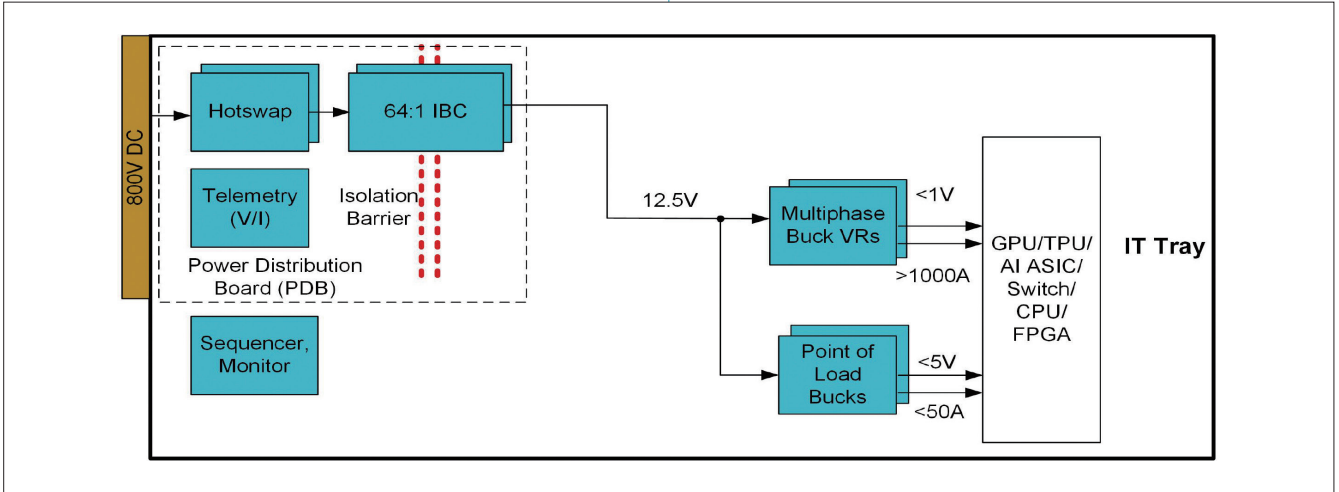 800V DC
Hotswap
64:1 IBC
Telemetry
(V/I)
Isolation
Barrier
Power Distribution
Board (PDB)
Sequencer,
Monitor
12.5V
Multiphase
Buck VRs
<1V
>1000A
Point of
Load
Bucks
<5V
<50A
GPU/TPU/
AI ASIC/
Switch/
CPU/
FPGA
IT Tray